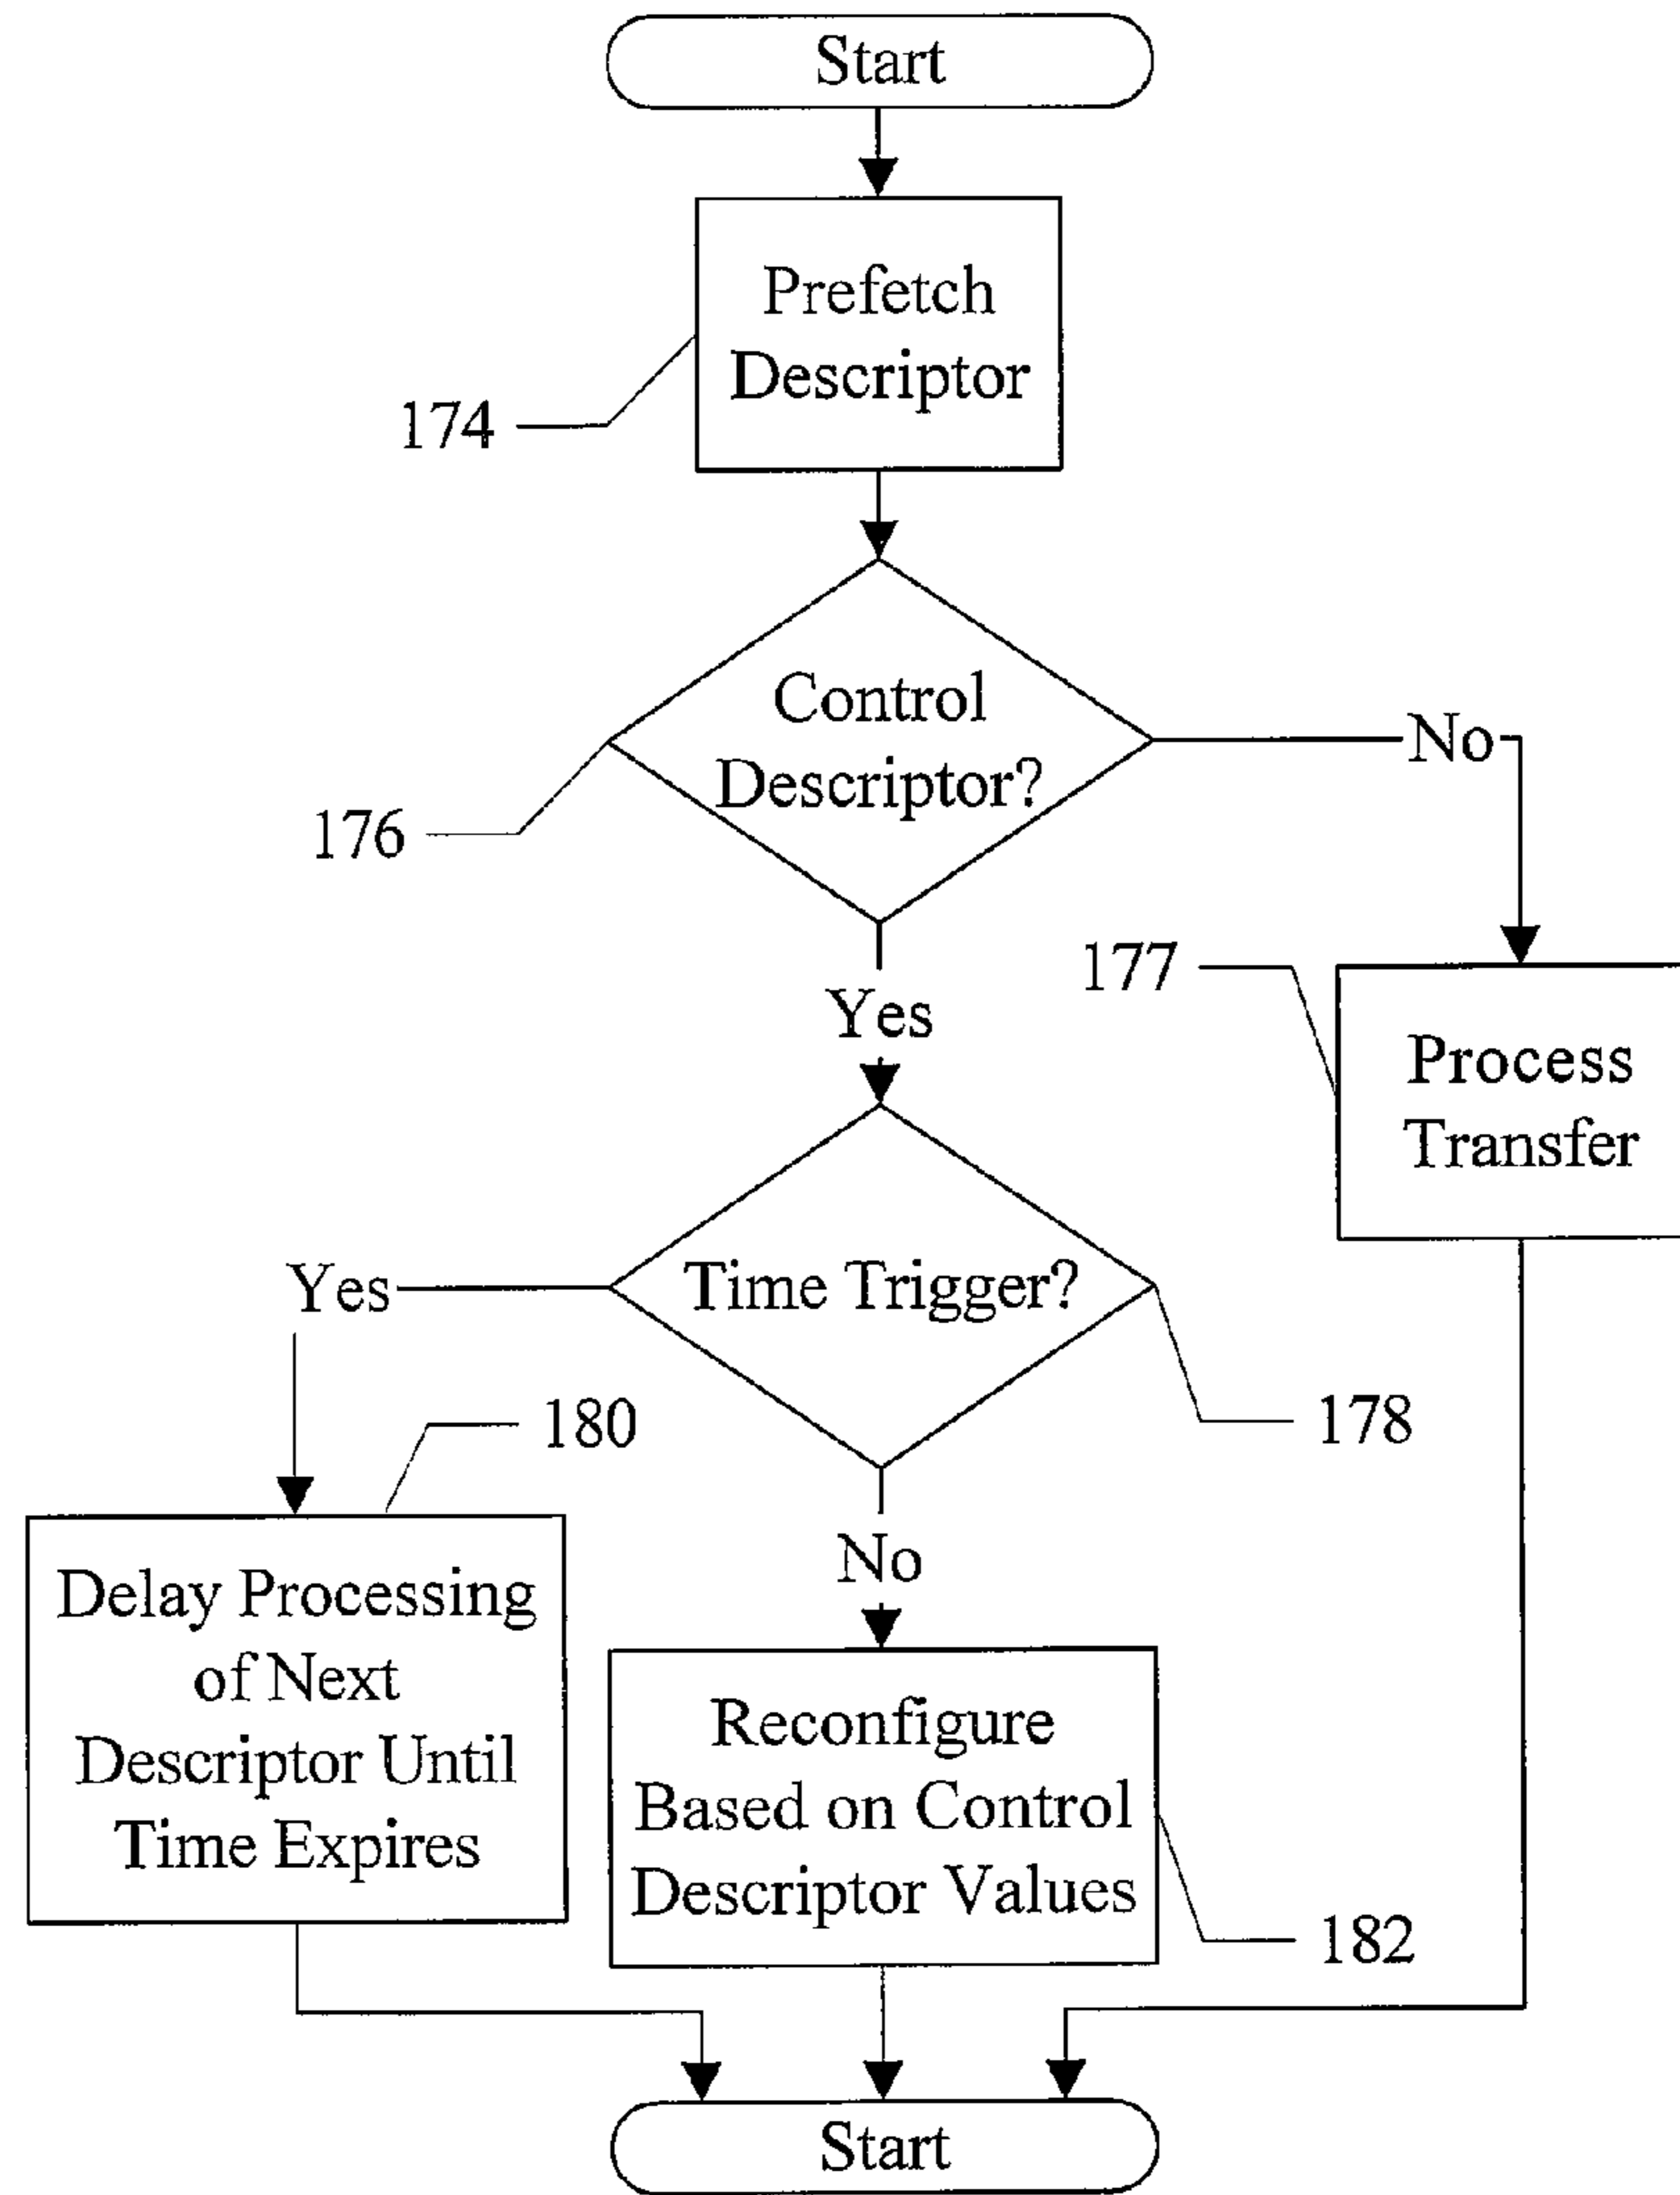 Start
Prefetch
Descriptor
174
Control
Descriptor?
No
176
177
Yes
Process
Transfer
Time Trigger?
Yes
178
180
No
Delay Processing
of Next
Descriptor Until
Time Expires
Reconfigure
Based on Control
Descriptor Values
182
Start